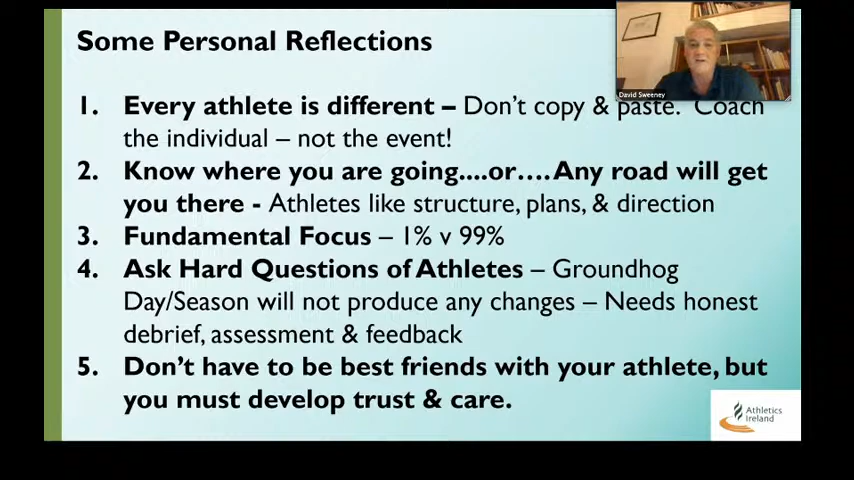 Some Personal Reflections
David Sweeney
1. Every athlete is different – Don't copy & paste. Coach
the individual – not the event!
2. Know where you are going....or.... Any road will get
you there - Athletes like structure, plans, & direction
3. Fundamental Focus – 1% v 99%
4. Ask Hard Questions of Athletes – Groundhog
Day/Season will not produce any changes – Needs honest
debrief, assessment & feedback
5. Don't have to be best friends with your athlete, but
you must develop trust & care.
Athletics
Ireland